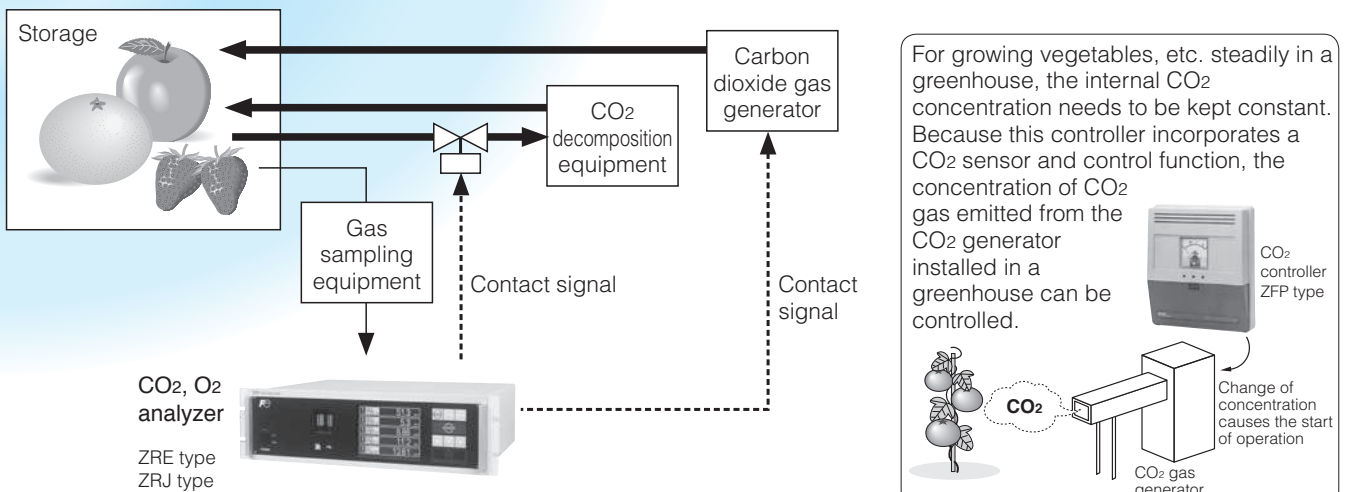 Storage
Carbon
dioxide gas
generator
CO2
decomposition
equipment
Gas
sampling
equipment
Contact signal
Contact
signal
CO2, O2
analyzer
ZRE type
ZRJ type
For growing vegetables, etc. steadily in a
greenhouse, the internal CO2
concentration needs to be kept constant.
Because this controller incorporates a
CO2 sensor and control function, the
concentration of CO2
gas emitted from the
CO2 generator
installed in a
greenhouse can be
controlled.
CO2
controller
ZFP type
CO2
Change of
concentration
causes the start
of operation
CO2 gas
generator